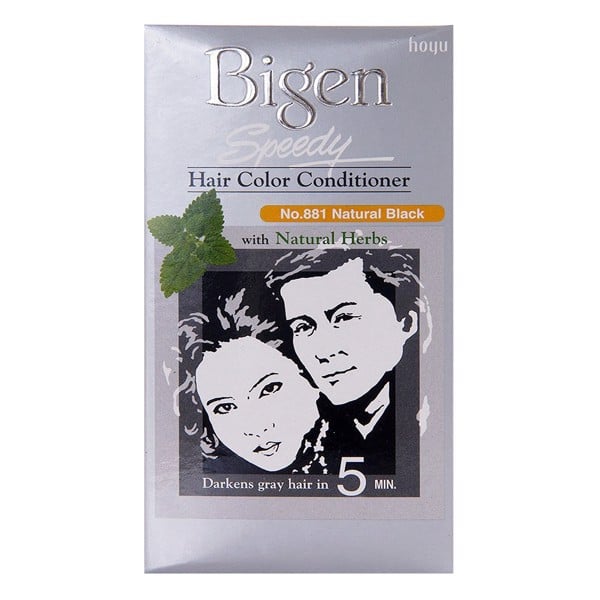 hoyu
Bigen
Speedy
Hair Color Conditioner
No.881 Natural Black
with Natural Herbs
Darkens gray hair in 5 MIN.